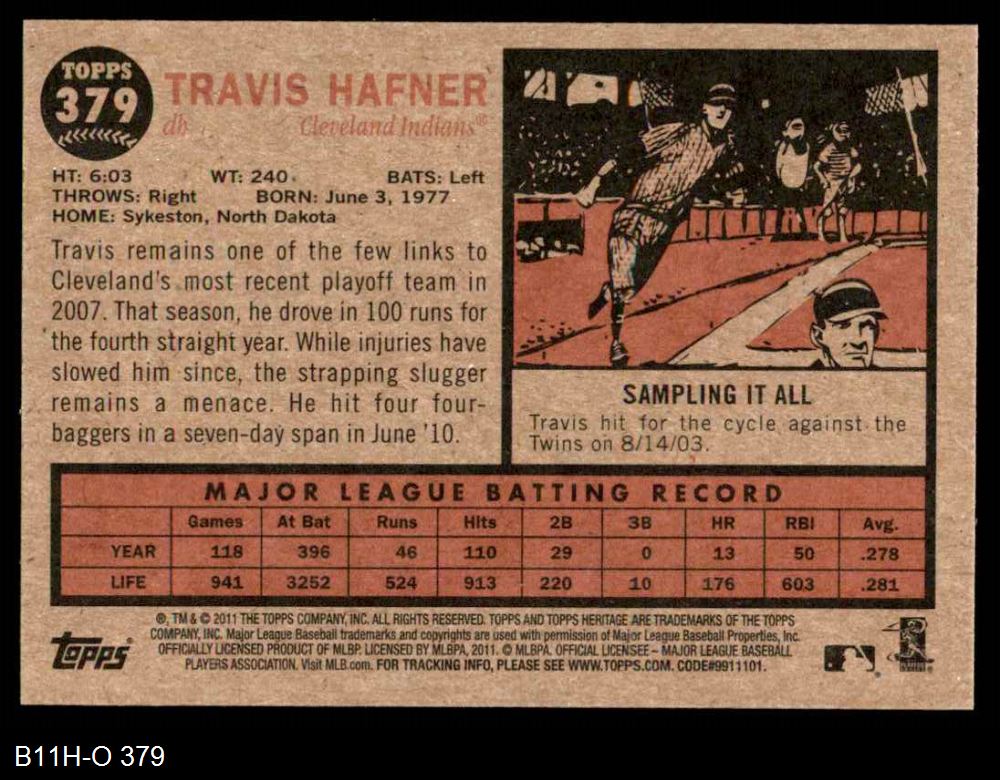 TOPPS
379
TRAVIS HAFNER
dh Cleveland Indians®
HT: 6:03 WT: 240. BATS: Left
THROWS: Right BORN: June 3, 1977
HOME: Sykeston, North Dakota
Travis remains one of the few links to
Cleveland's most recent playoff team in
2007. That season, he drove in 100 runs for
the fourth straight year. While injuries have
slowed him since, the strapping slugger
remains a menace. He hit four four-
baggers in a seven-day span in June '10.
SAMPLING IT ALL
Travis hit for the cycle against the
Twins on 8/14/03.
MAJOR LEAGUE BATTING RECORD
Games At Bat Runs Hits 2B 3B HR RBI Avg.
YEAR 118 396 46 110 29 0 13 50 .278
LIFE 941 3252 524 913 220 10 176 603 .281
®, TM & © 2011 THE TOPPS COMPANY, INC. ALL RIGHTS RESERVED. TOPPS AND TOPPS HERITAGE ARE TRADEMARKS OF THE TOPPS
COMPANY, INC. Major League Baseball trademarks and copyrights are used with permission of Major League Baseball Properties, Inc.
OFFICIALLY LICENSED PRODUCT OF MLBP. LICENSED BY MLBPA, 2011. © MLBPA. OFFICIAL LICENSEE – MAJOR LEAGUE BASEBALL
PLAYERS ASSOCIATION. Visit MLB.com. FOR TRACKING INFO, PLEASE SEE WWW.TOPPS.COM. CODE#9911101.
Topps
B11H-O 379